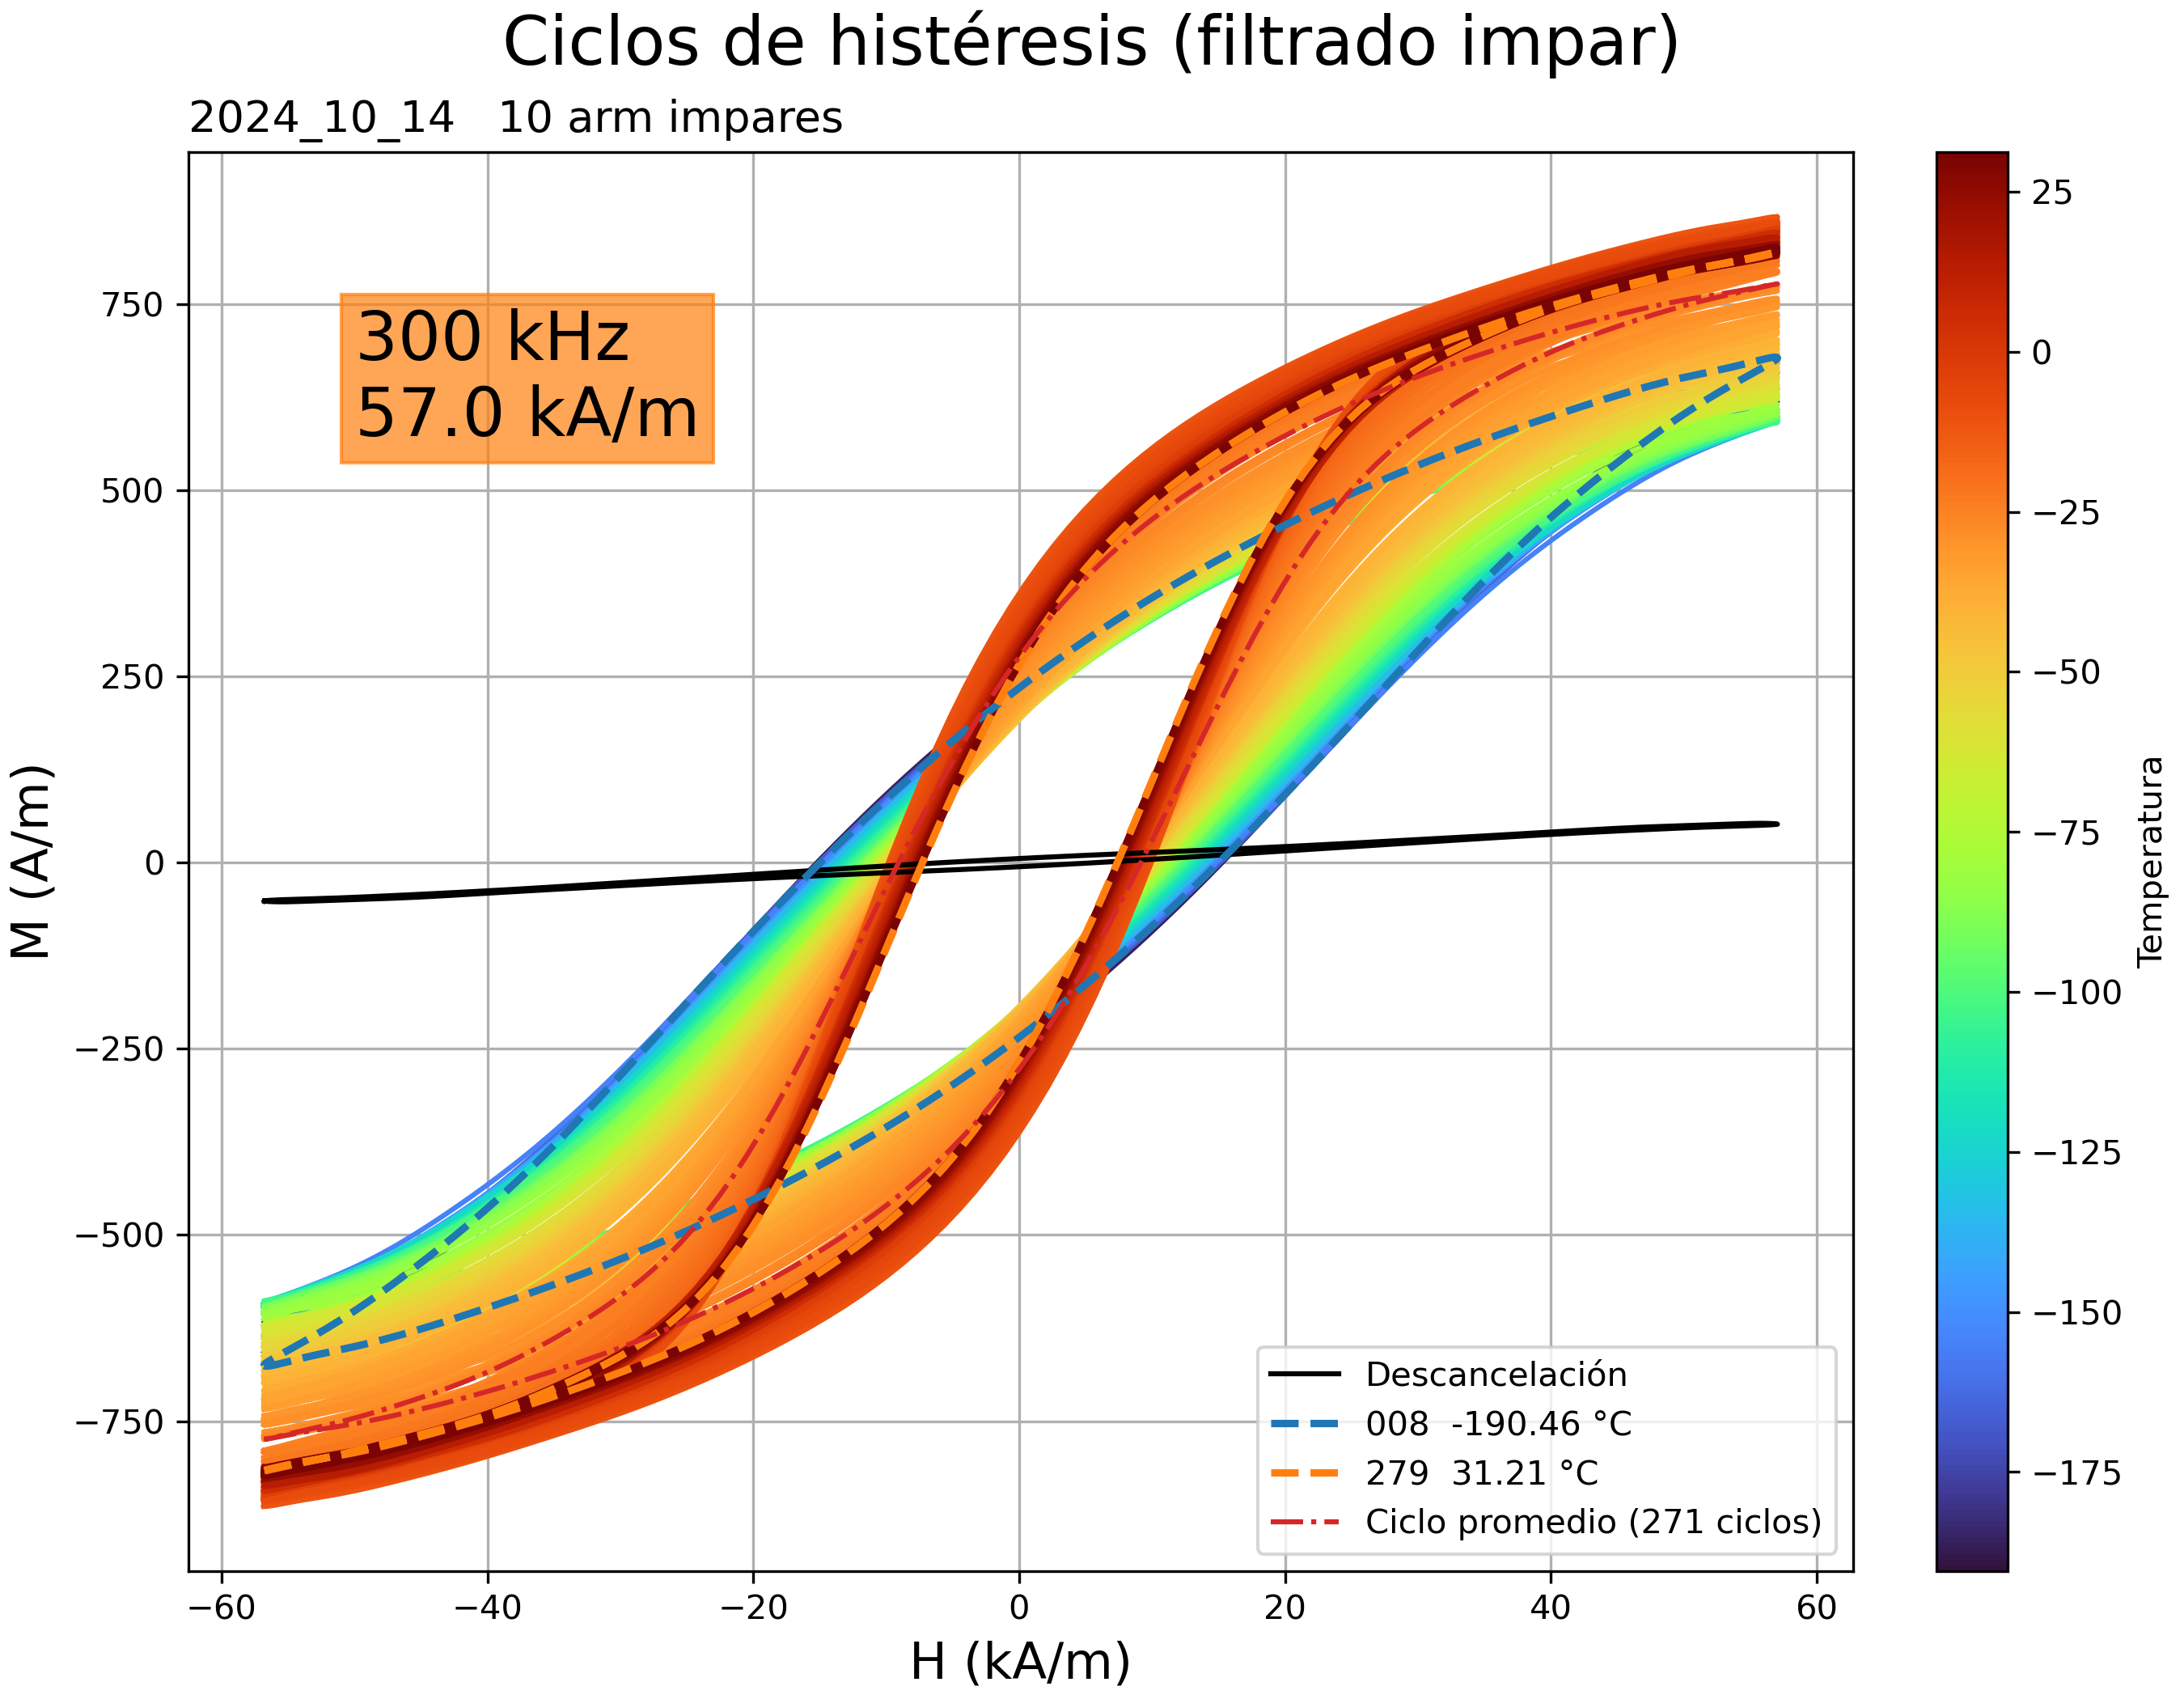 Ciclos de histéresis (filtrado impar)
2024_10_14   10 arm impares
300 kHz
57.0 kA/m
M (A/m)
750
500
250
0
−250
−500
−750
−60
−40
−20
0
20
40
60
H (kA/m)
Descancelación
008  -190.46 °C
279  31.21 °C
Ciclo promedio (271 ciclos)
25
0
−25
−50
−75
−100
−125
−150
−175
Temperatura